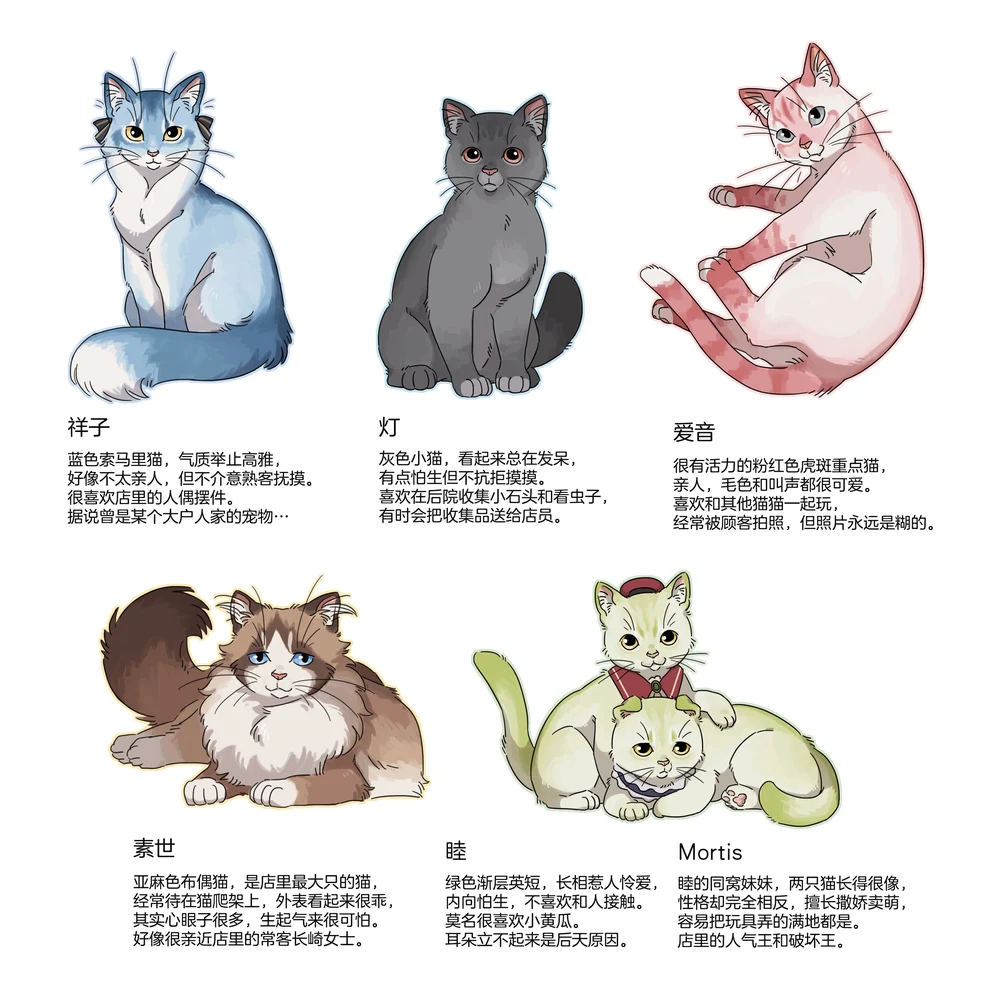 祥子
蓝色索马里猫，气质举止高雅，
好像不太亲人，但不介意熟客抚摸。
很喜欢店里的人偶摆件。
据说曾是某个大户人家的宠物…
灯
灰色小猫，看起来总在发呆，
有点怕生但不抗拒摸摸。
喜欢在后院收集小石头和看虫子，
有时会把收集品送给店员。
爱音
很有活力的粉红色虎斑重点猫，
亲人，毛色和叫声都很可爱。
喜欢和其他猫猫一起玩，
经常被顾客拍照，但照片永远是糊的。
素世
亚麻色布偶猫，是店里最大只的猫，
经常待在猫爬架上，外表看起来很乖，
其实心眼子很多，生起气来很可怕。
好像很亲近店里的常客长崎女士。
睦
绿色渐层英短，长相惹人怜爱，
内向怕生，不喜欢和人接触。
莫名很喜欢小黄瓜。
耳朵立不起来是后天原因。
Mortis
睦的同窝妹妹，两只猫长得很像，
性格却完全相反，擅长撒娇卖萌，
容易把玩具弄的满地都是。
店里的人气王和破坏王。